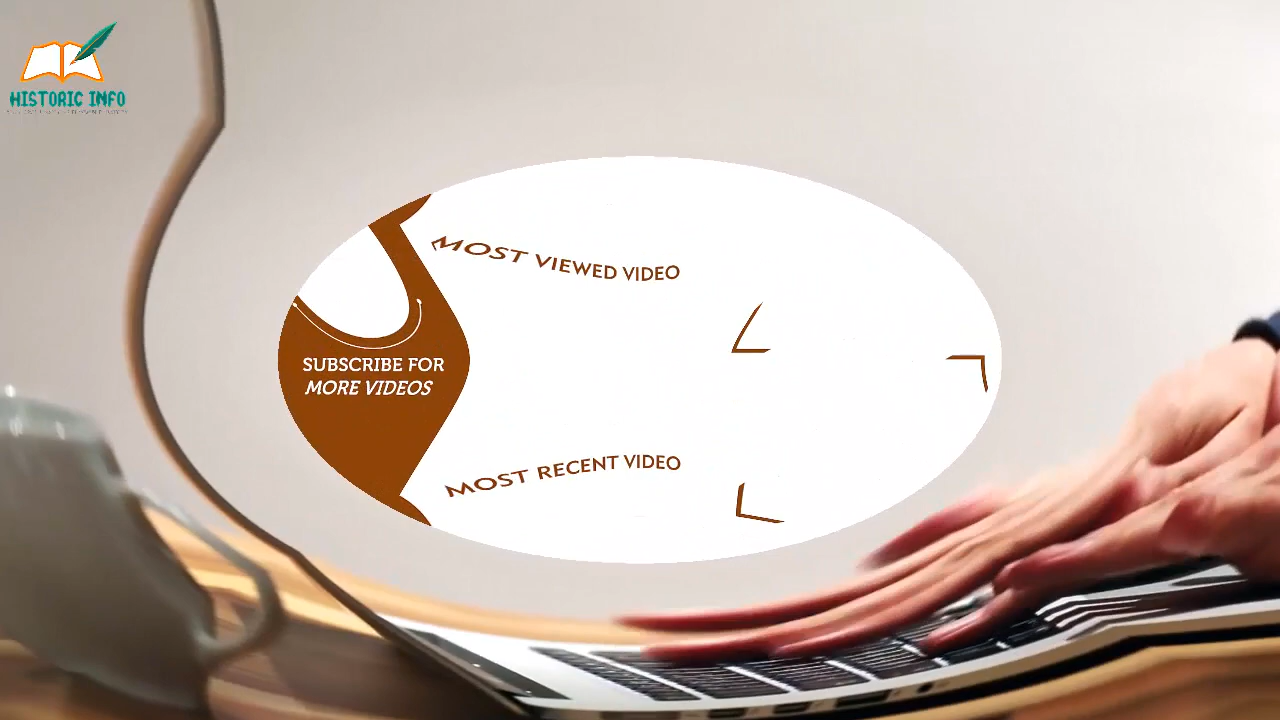 HISTORIC INFO
MOST VIEWED VIDEO
SUBSCRIBE FOR
MORE VIDEOS
MOST RECENT VIDEO